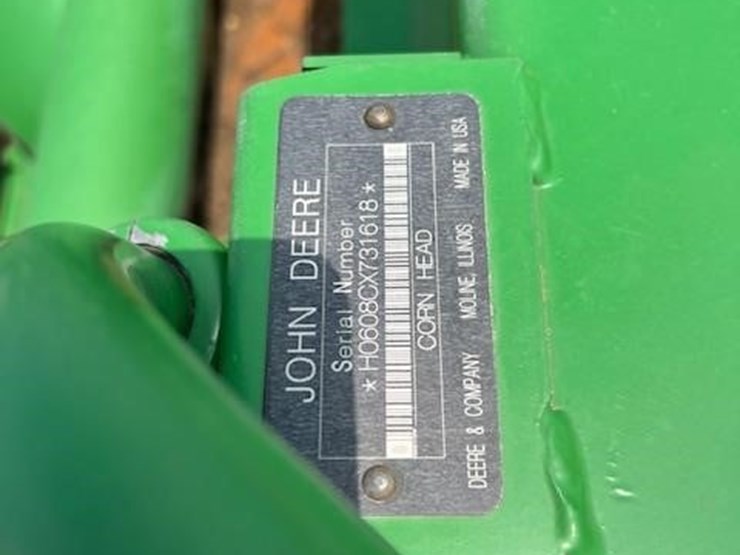 JOHN DEERE
Serial Number
*H0608CX731618*
CORN HEAD
DEERE & COMPANY MOLINE, ILLINOIS MADE IN USA